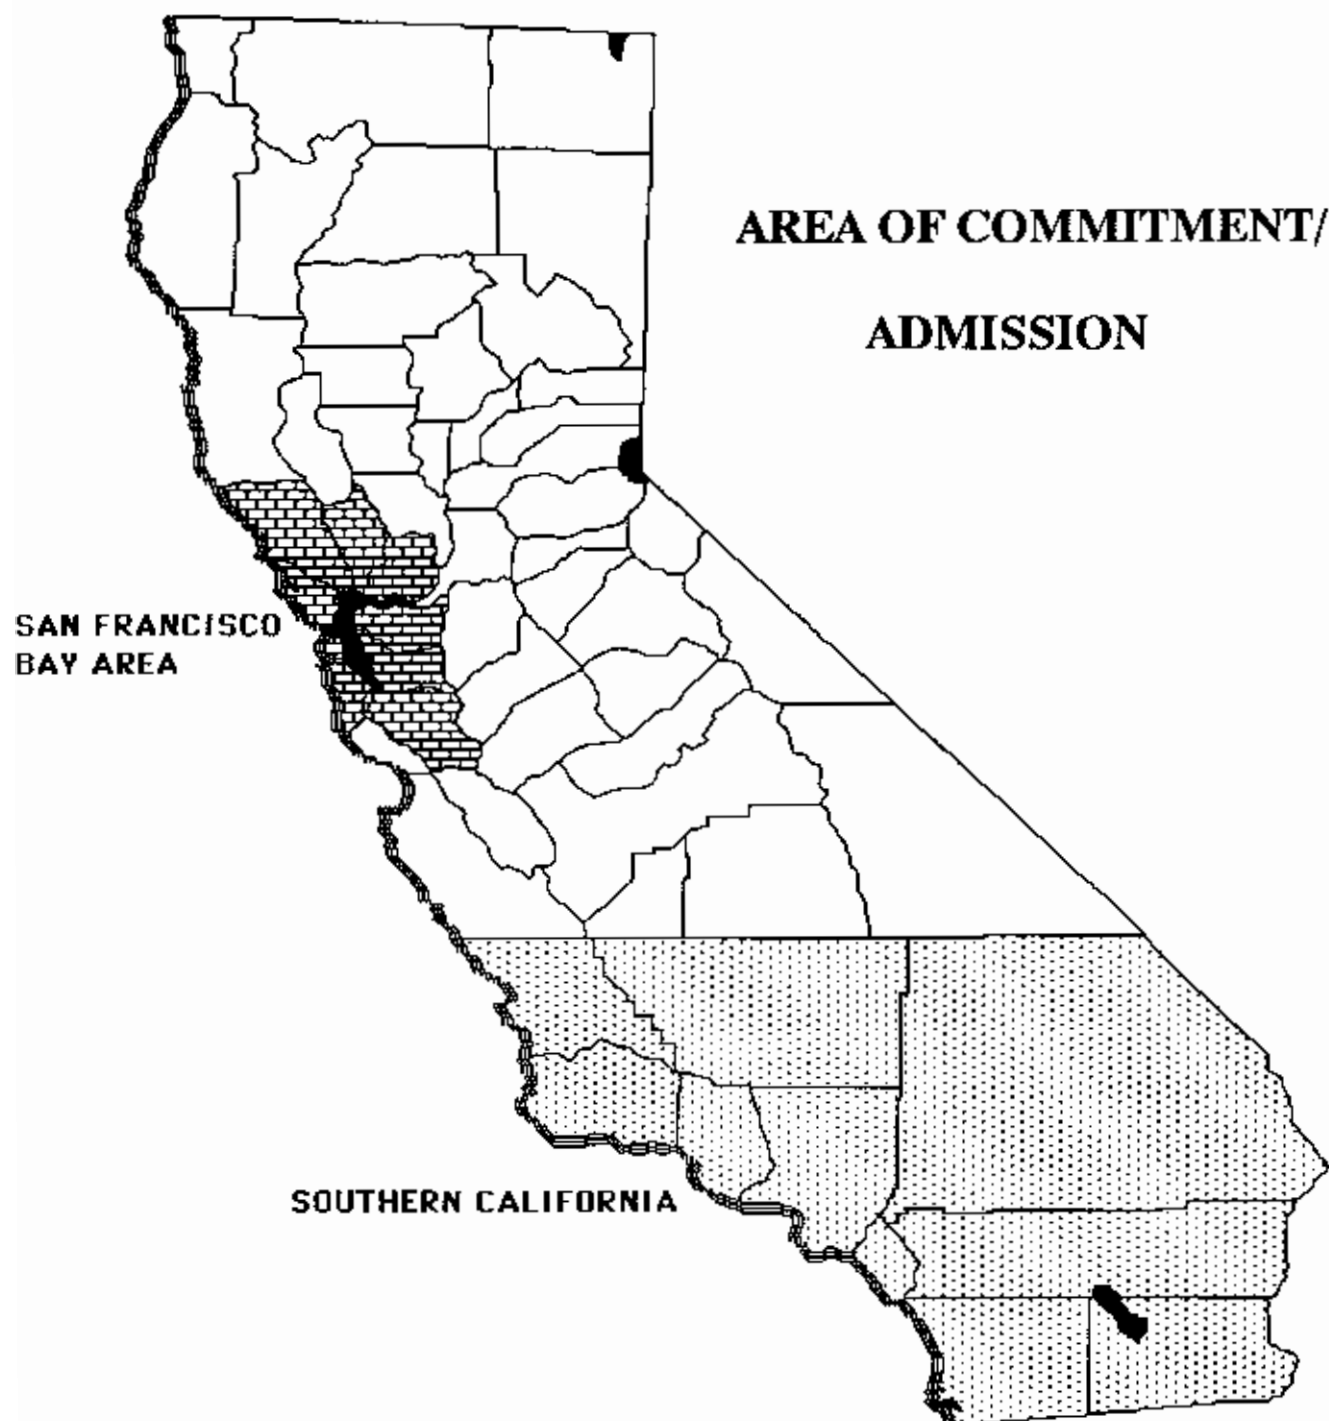 AREA OF COMMITMENT/
ADMISSION
SAN FRANCISCO
BAY AREA
SOUTHERN CALIFORNIA